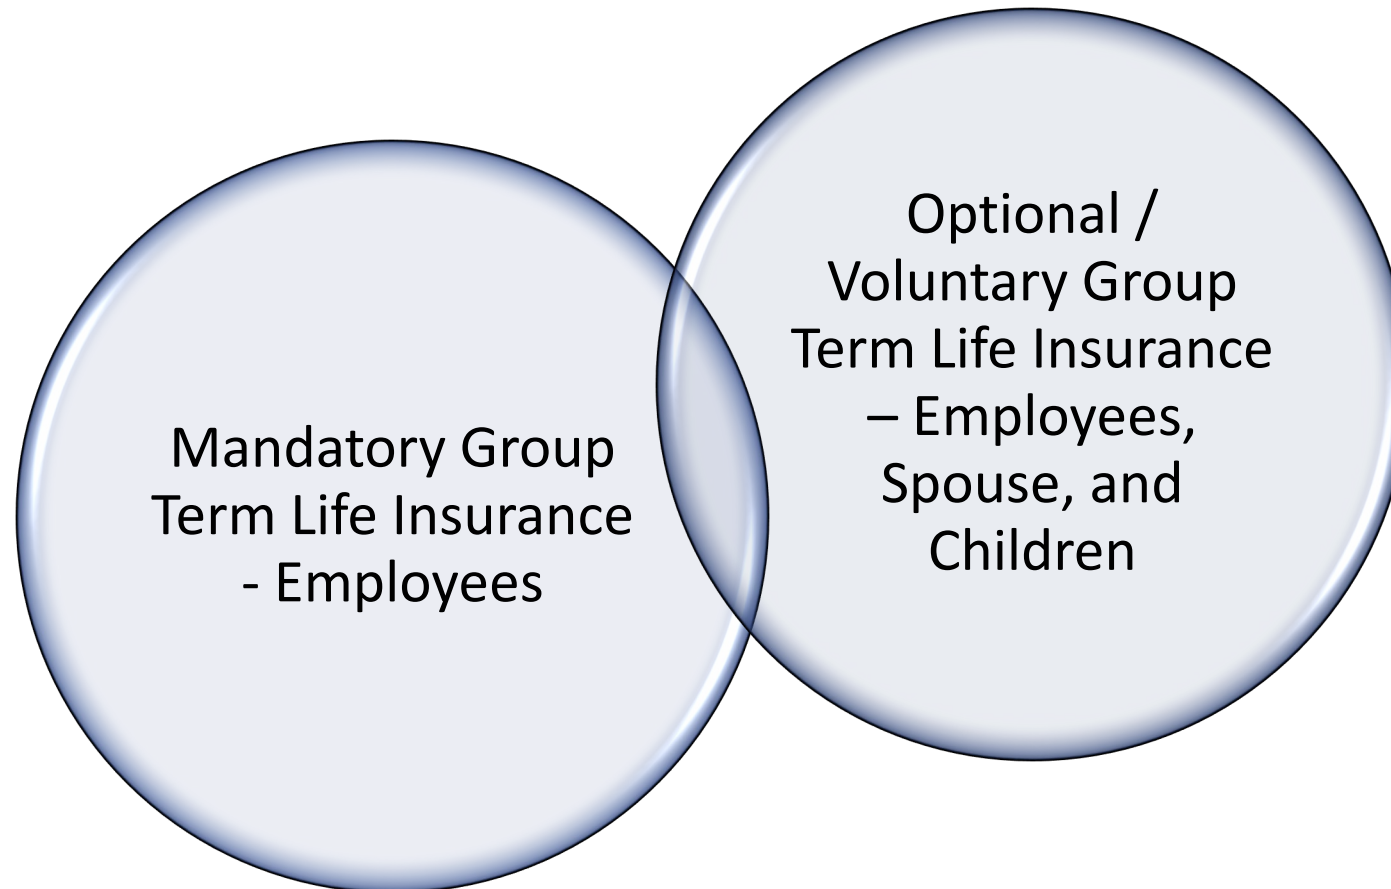 Mandatory Group
Term Life Insurance
- Employees
Optional /
Voluntary Group
Term Life Insurance
– Employees,
Spouse, and
Children